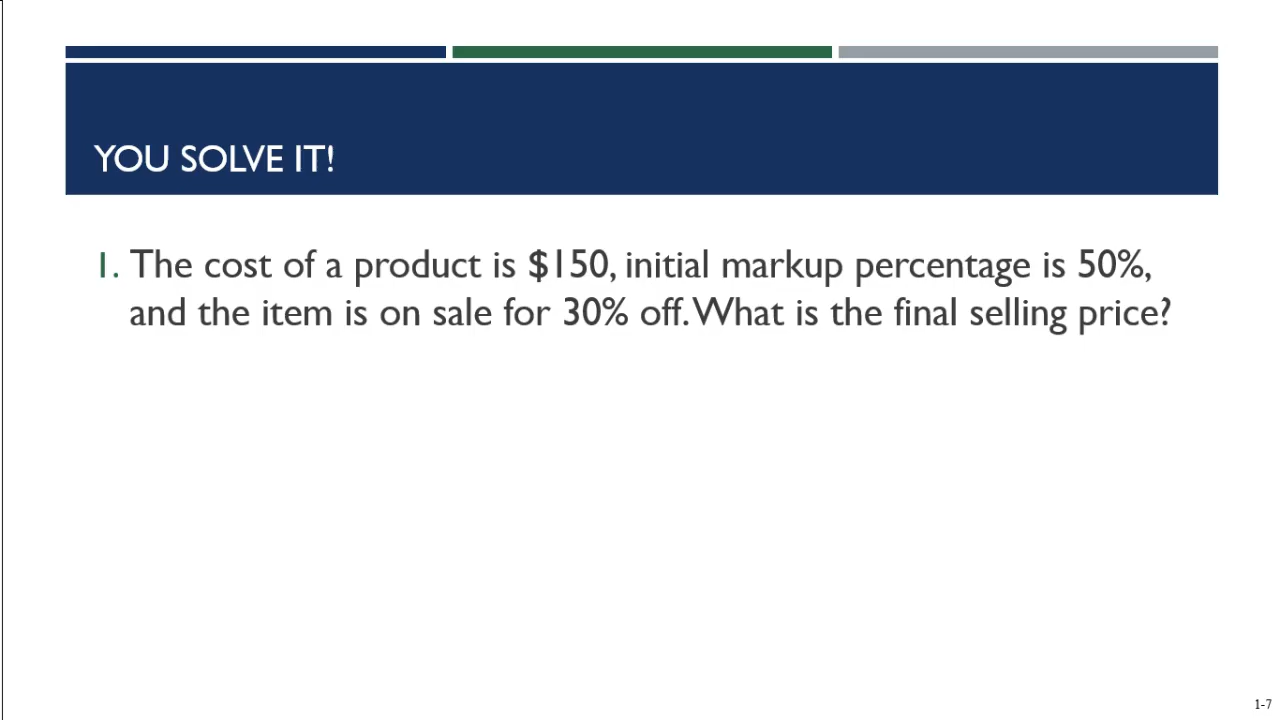 YOU SOLVE IT!
1. The cost of a product is $150, initial markup percentage is 50%,
and the item is on sale for 30% off. What is the final selling price?
1-7